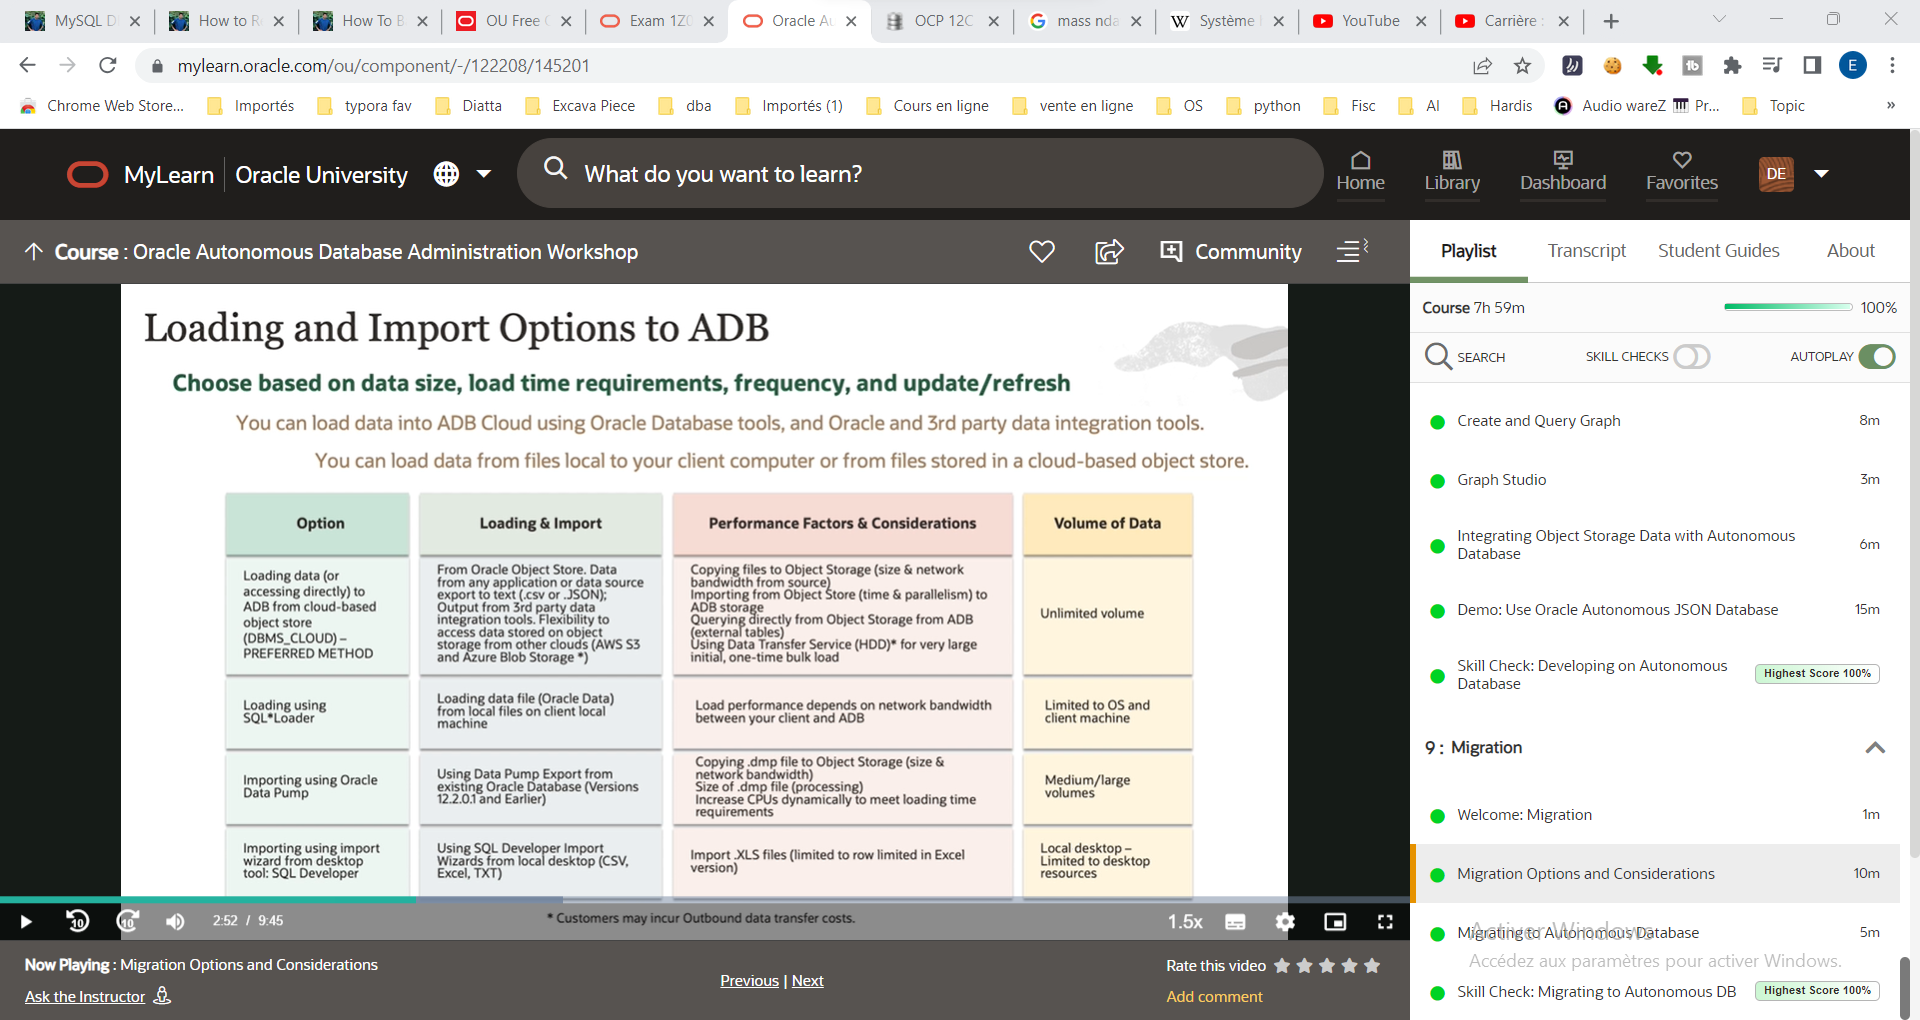 MySQL D
How to R
How To B
OU Free C
Exam 1Z0
Oracle Au
OCP 12C
mass nda
Système
YouTube
Carrière :
mylearn.oracle.com/ou/component/-/122208/145201
E
Chrome Web Store...
Importés
typora fav
Diatta
Excava Piece
dba
Importés (1)
Cours en ligne
vente en ligne
OS
python
Fisc
AI
Hardis
Audio wareZ
Pr...
Topic
»
MyLearn
Oracle University
What do you want to learn?
Home
Library
Dashboard
Favorites
DE
Course : Oracle Autonomous Database Administration Workshop
Community
Loading and Import Options to ADB
Choose based on data size, load time requirements, frequency, and update/refresh
You can load data into ADB Cloud using Oracle Database tools, and Oracle and 3rd party data integration tools.
You can load data from files local to your client computer or from files stored in a cloud-based object store.
Option
Loading & Import
Performance Factors & Considerations
Volume of Data
Loading data (or
accessing directly) to
ADB from cloud-based
object store
(DBMS_CLOUD) –
PREFERRED METHOD
From Oracle Object Store. Data
from any application or data source
export to text (.csv or .JSON);
Output from 3rd party data
integration tools. Flexibility to
access data stored on object
storage from other clouds (AWS S3
and Azure Blob Storage *)
Copying files to Object Storage (size & network
bandwidth from source)
Importing from Object Store (time & parallelism) to
ADB storage
Querying directly from Object Storage from ADB
(external tables)
Using Data Transfer Service (HDD)* for very large
initial, one-time bulk load
Unlimited volume
Loading using
SQL*Loader
Loading data file (Oracle Data)
from local files on client local
machine
Load performance depends on network bandwidth
between your client and ADB
Limited to OS and
client machine
Importing using Oracle
Data Pump
Using Data Pump Export from
existing Oracle Database (Versions
12.2.0.1 and Earlier)
Copying .dmp file to Object Storage (size &
network bandwidth)
Size of .dmp file (processing)
Increase CPUs dynamically to meet loading time
requirements
Medium/large
volumes
Importing using import
wizard from desktop
tool: SQL Developer
Using SQL Developer Import
Wizards from local desktop (CSV,
Excel, TXT)
Import .XLS files (limited to row limited in Excel
version)
Local desktop –
Limited to desktop
resources
10
10
2:52 / 9:45
* Customers may incur Outbound data transfer costs.
1.5x
Now Playing : Migration Options and Considerations
Ask the Instructor
Previous | Next
Rate this video
Add comment
Playlist
Transcript
Student Guides
About
Course 7h 59m
100%
SEARCH
SKILL CHECKS
AUTOPLAY
Create and Query Graph
8m
Graph Studio
3m
Integrating Object Storage Data with Autonomous
Database
6m
Demo: Use Oracle Autonomous JSON Database
15m
Skill Check: Developing on Autonomous
Database
Highest Score 100%
9 : Migration
Welcome: Migration
1m
Migration Options and Considerations
10m
Migrating to Autonomous Database
5m
Activer Windows
Accédez aux paramètres pour activer Windows.
Skill Check: Migrating to Autonomous DB
Highest Score 100%